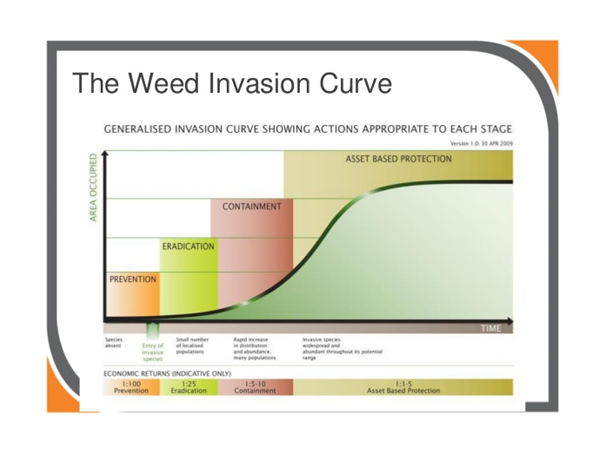 The Weed Invasion Curve
GENERALISED INVASION CURVE SHOWING ACTIONS APPROPRIATE TO EACH STAGE
Version 1.0: 30 APR 2009
AREA OCCUPIED
ASSET BASED PROTECTION
CONTAINMENT
ERADICATION
PREVENTION
TIME
Species
absent
Entry of
invasive
species
Small number
of localised
populations
Rapid increase
in distribution
and abundance,
many populations
Invasive species
widespread and
abundant throughout its potential
range
ECONOMIC RETURNS (INDICATIVE ONLY)
1:100
Prevention
1:25
Eradication
1:5-10
Containment
1:1-5
Asset Based Protection